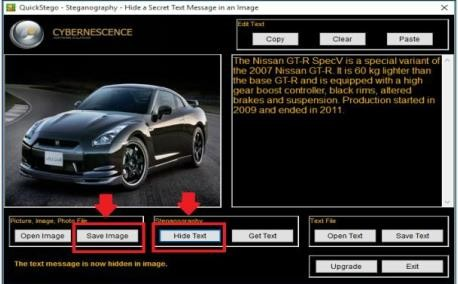 QuickStego - Steganography - Hide a Secret Text Message in an Image
CYBERNESCENCE
Edit Text
Copy Clear Paste
The Nissan GT-R SpecV is a special variant of
the 2007 Nissan GT-R. It is 60 kg lighter than
the base GT-R and is equipped with a high
gear boost controller, black rims, altered
brakes and suspension. Production started in
2009 and ended in 2011.
Picture, Image, Photo File
Open Image Save Image
Steganography
Hide Text Get Text
Text File
Open Text Save Text
The text message is now hidden in image.
Upgrade Exit